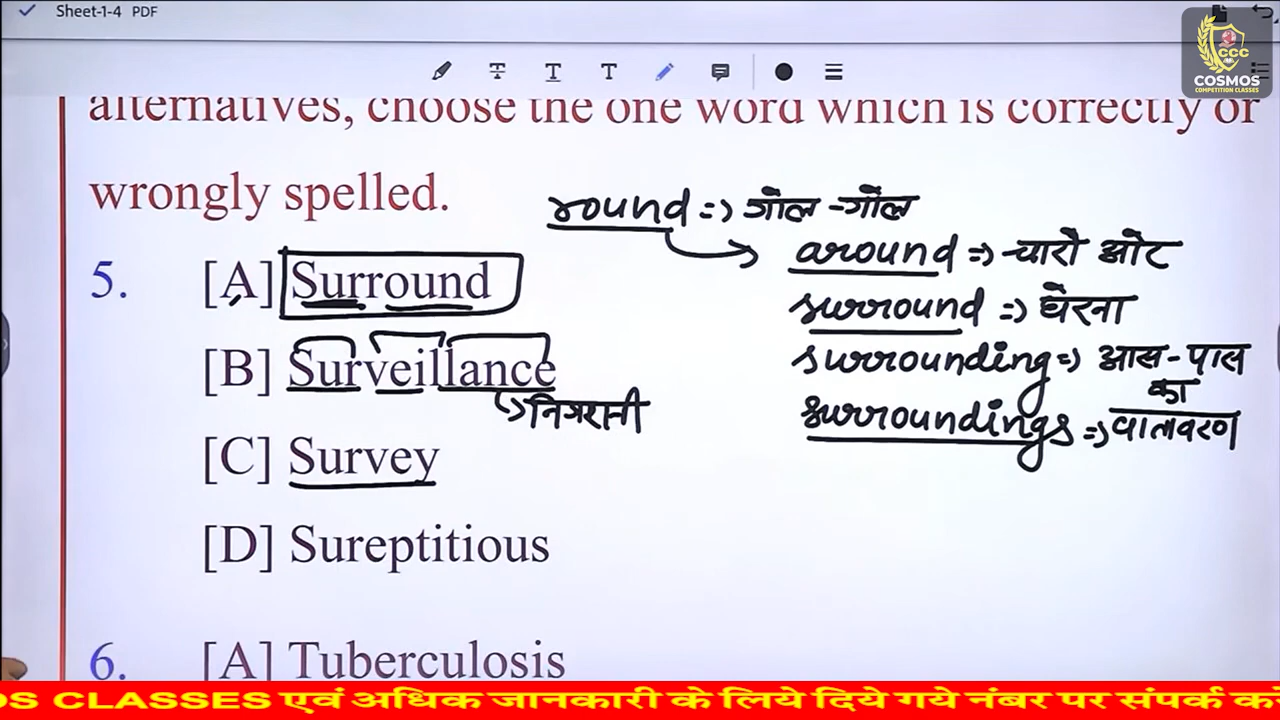 Sheet-1-4 PDF
CCC
COSMOS
COMPETITION CLASSES
alternatives, choose the one word which is correctly or
wrongly spelled.
round => गोल-गोल
around => चारो ओर
5. [A] Surround
surround => घेरना
[B] Surveillance
surrounding => आस-पास
का
निगरानी
surroundings => वातावरण
[C] Survey
[D] Sureptitious
6. [A] Tuberculosis
OS CLASSES एवं अधिक जानकारी के लिये दिये गये नंबर पर संपर्क